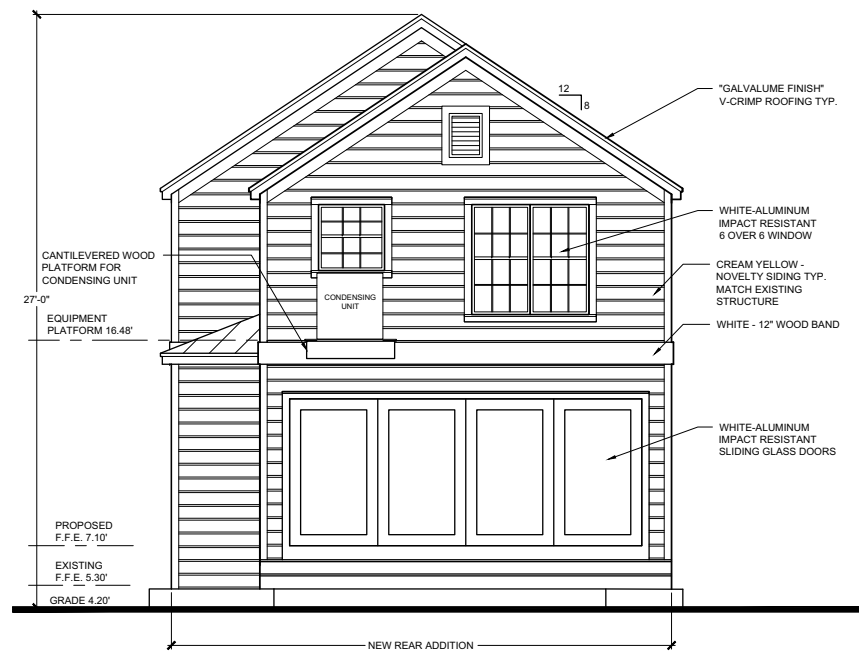 12
8
"GALVALUME FINISH"
V-CRIMP ROOFING TYP.
WHITE-ALUMINUM
IMPACT RESISTANT
6 OVER 6 WINDOW
CANTILEVERED WOOD
PLATFORM FOR
CONDENSING UNIT
CREAM YELLOW -
NOVELTY SIDING TYP.
MATCH EXISTING
STRUCTURE
27'-0"
CONDENSING
UNIT
EQUIPMENT
PLATFORM 16.48'
WHITE - 12" WOOD BAND
WHITE-ALUMINUM
IMPACT RESISTANT
SLIDING GLASS DOORS
PROPOSED
F.F.E. 7.10'
EXISTING
F.F.E. 5.30'
GRADE 4.20'
NEW REAR ADDITION